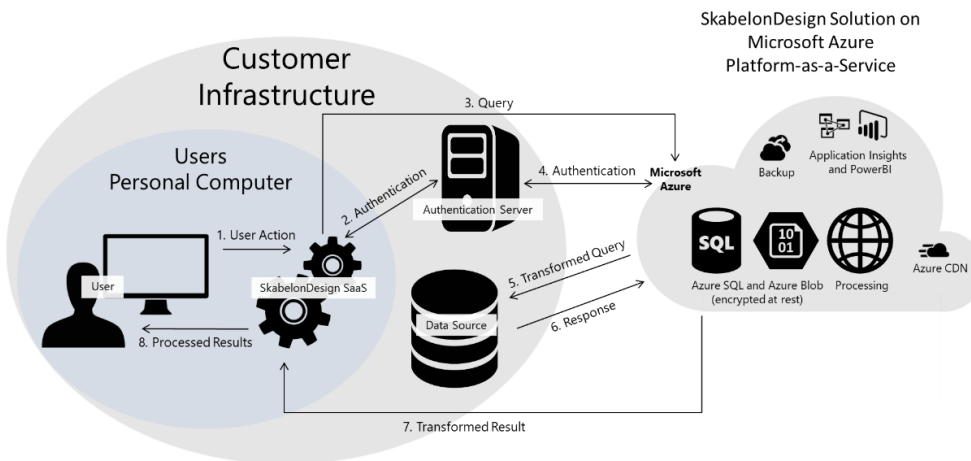 SkabelonDesign Solution on
Microsoft Azure
Platform-as-a-Service
Customer
Infrastructure
Users
Personal Computer
1. User Action
2. Authentication
3. Query
4. Authentication
Authentication Server
Microsoft
Azure
Backup
Application Insights
and PowerBI
SQL
10
01
Azure SQL and Azure Blob
(encrypted at rest)
Processing
Azure CDN
User
SkabelonDesign SaaS
Data Source
5. Transformed Query
6. Response
8. Processed Results
7. Transformed Result